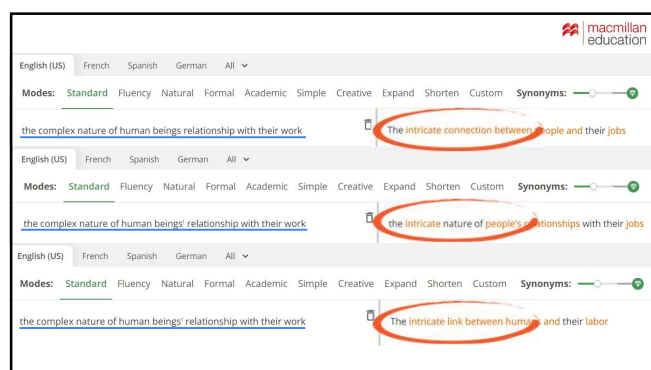 macmillan
education
English (US) French Spanish German All
Modes: Standard Fluency Natural Formal Academic Simple Creative Expand Shorten Custom Synonyms:
the complex nature of human beings relationship with their work The intricate connection between people and their jobs
English (US) French Spanish German All
Modes: Standard Fluency Natural Formal Academic Simple Creative Expand Shorten Custom Synonyms:
the complex nature of human beings' relationship with their work the intricate nature of people's relationships with their jobs
English (US) French Spanish German All
Modes: Standard Fluency Natural Formal Academic Simple Creative Expand Shorten Custom Synonyms:
the complex nature of human beings' relationship with their work The intricate link between humans and their labor